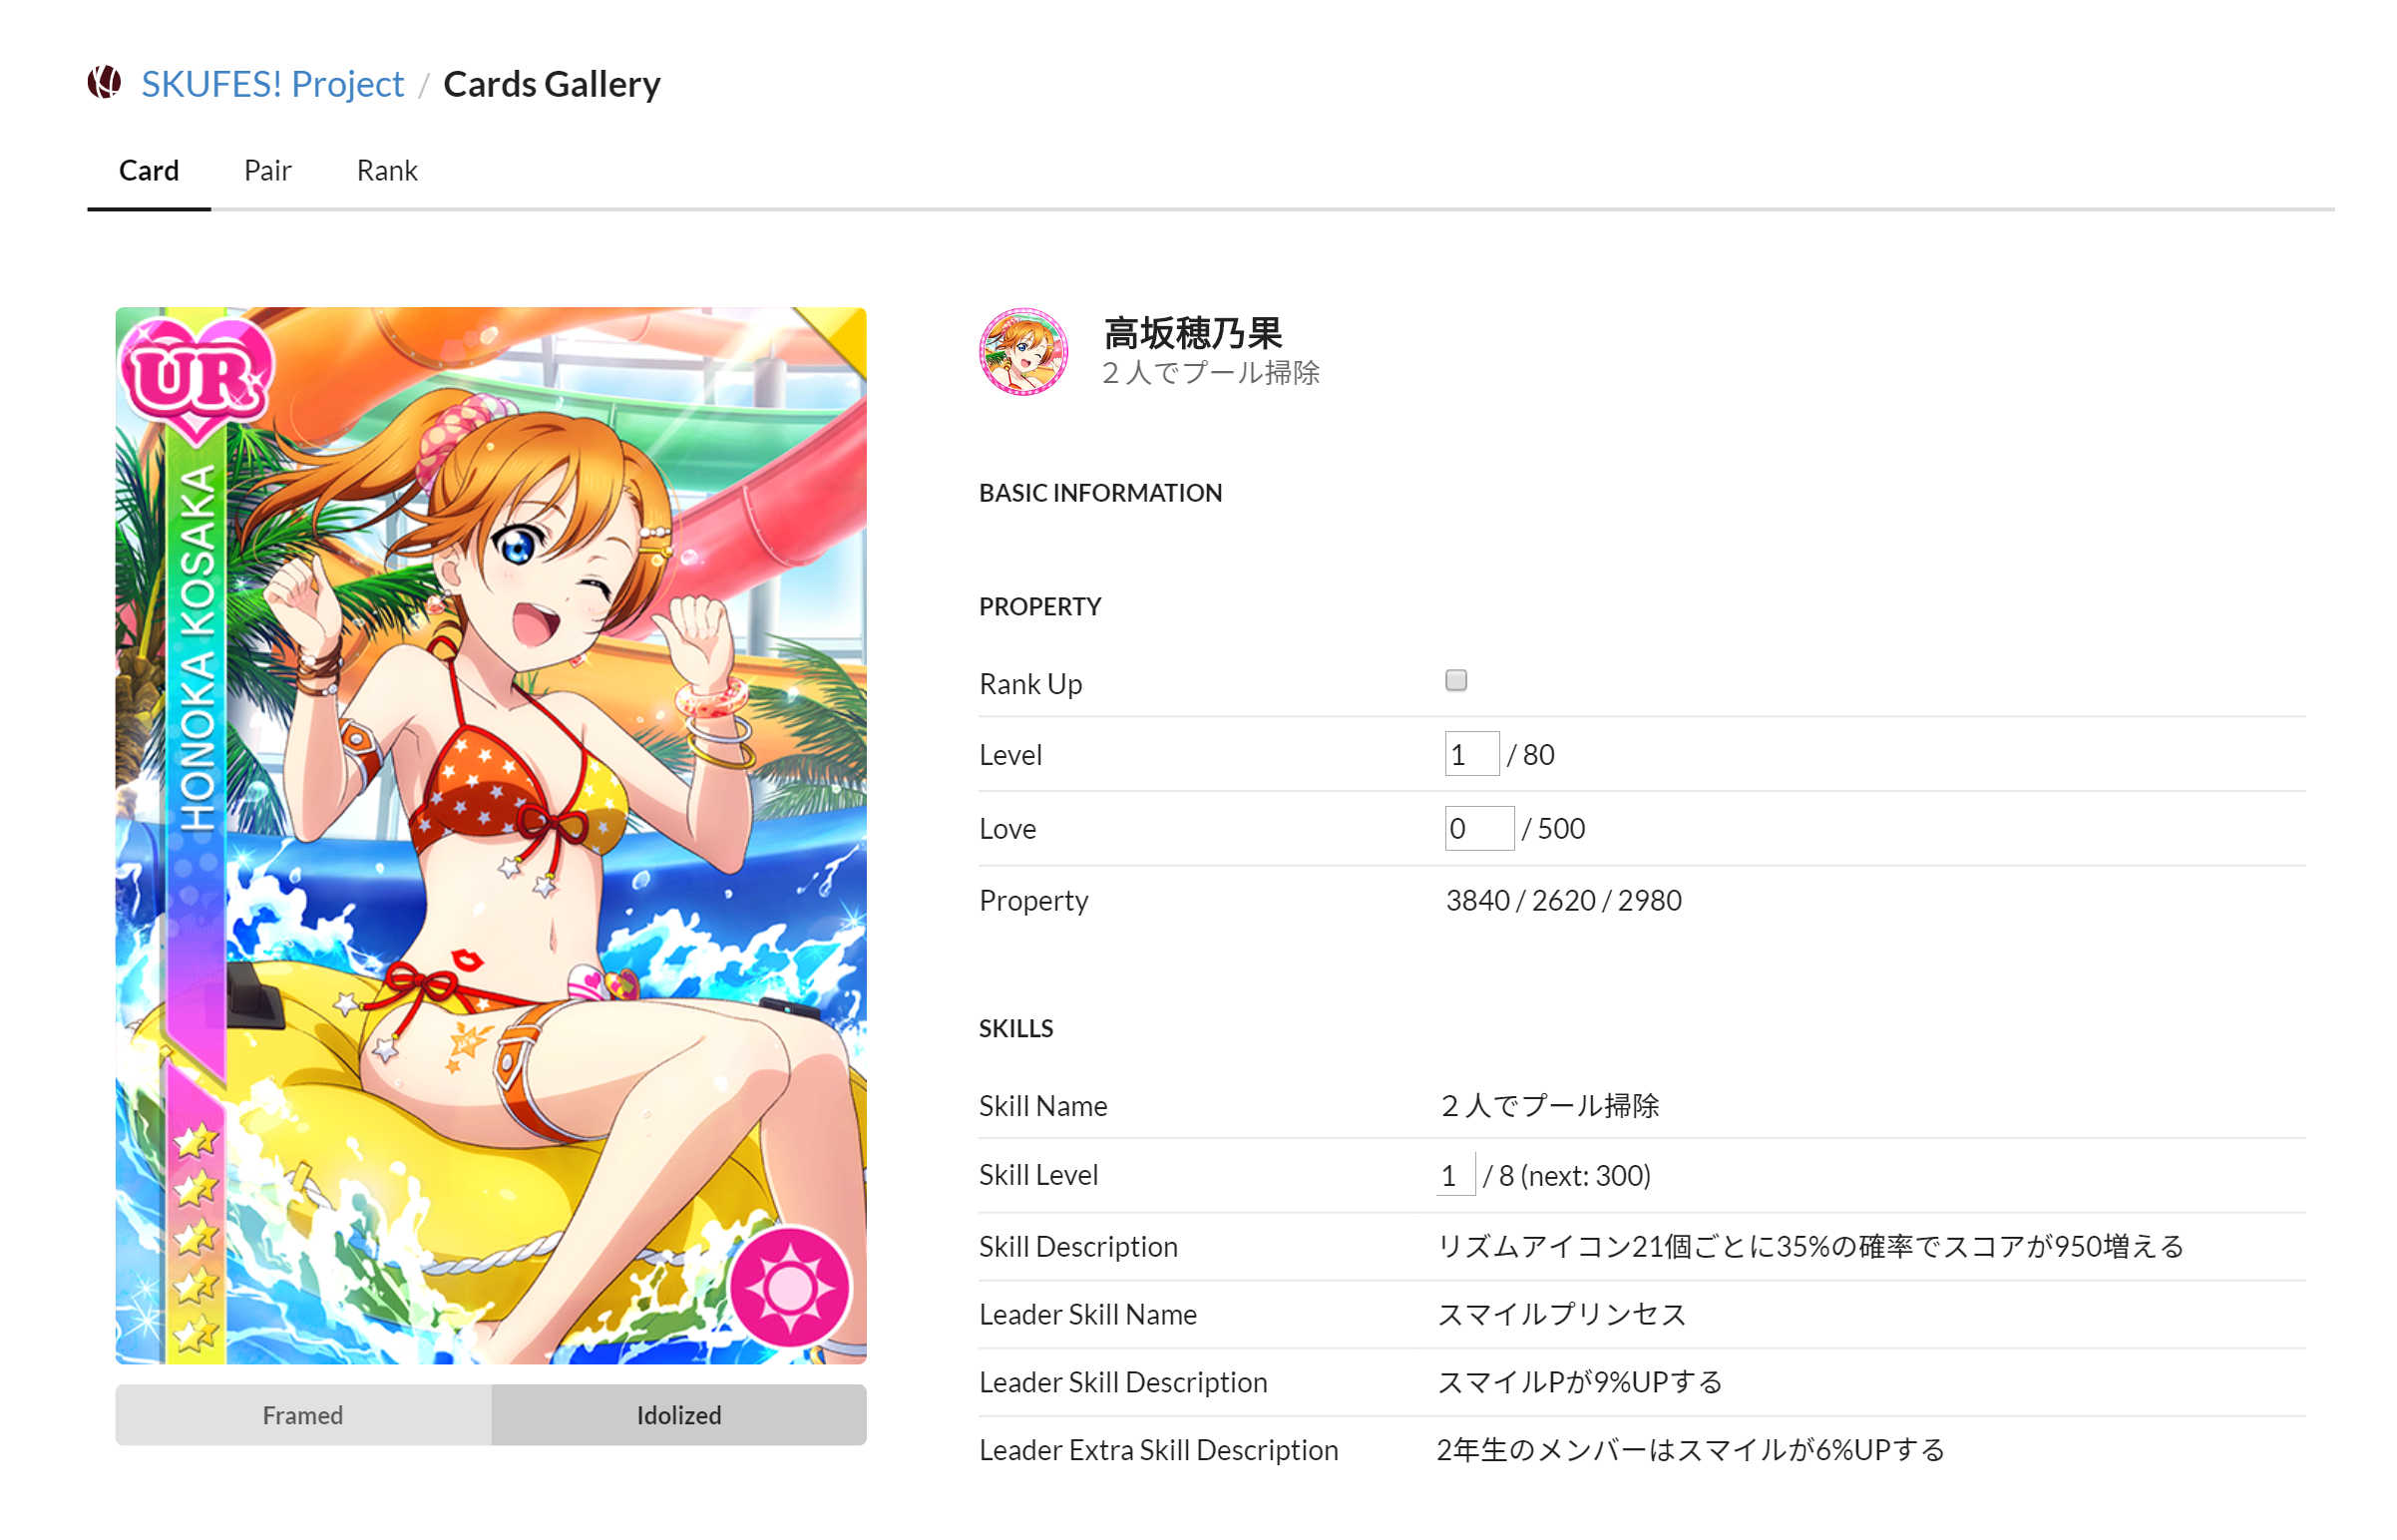 SKUFES! Project / Cards Gallery
Card Pair Rank
UR
HONOKA KOSAKA
Framed Idolized
高坂穂乃果
２人でプール掃除
BASIC INFORMATION
PROPERTY
Rank Up
Level 1 / 80
Love 0 / 500
Property 3840 / 2620 / 2980
SKILLS
Skill Name ２人でプール掃除
Skill Level 1 / 8 (next: 300)
Skill Description リズムアイコン21個ごとに35%の確率でスコアが950増える
Leader Skill Name スマイルプリンセス
Leader Skill Description スマイルPが9%UPする
Leader Extra Skill Description 2年生のメンバーはスマイルが6%UPする